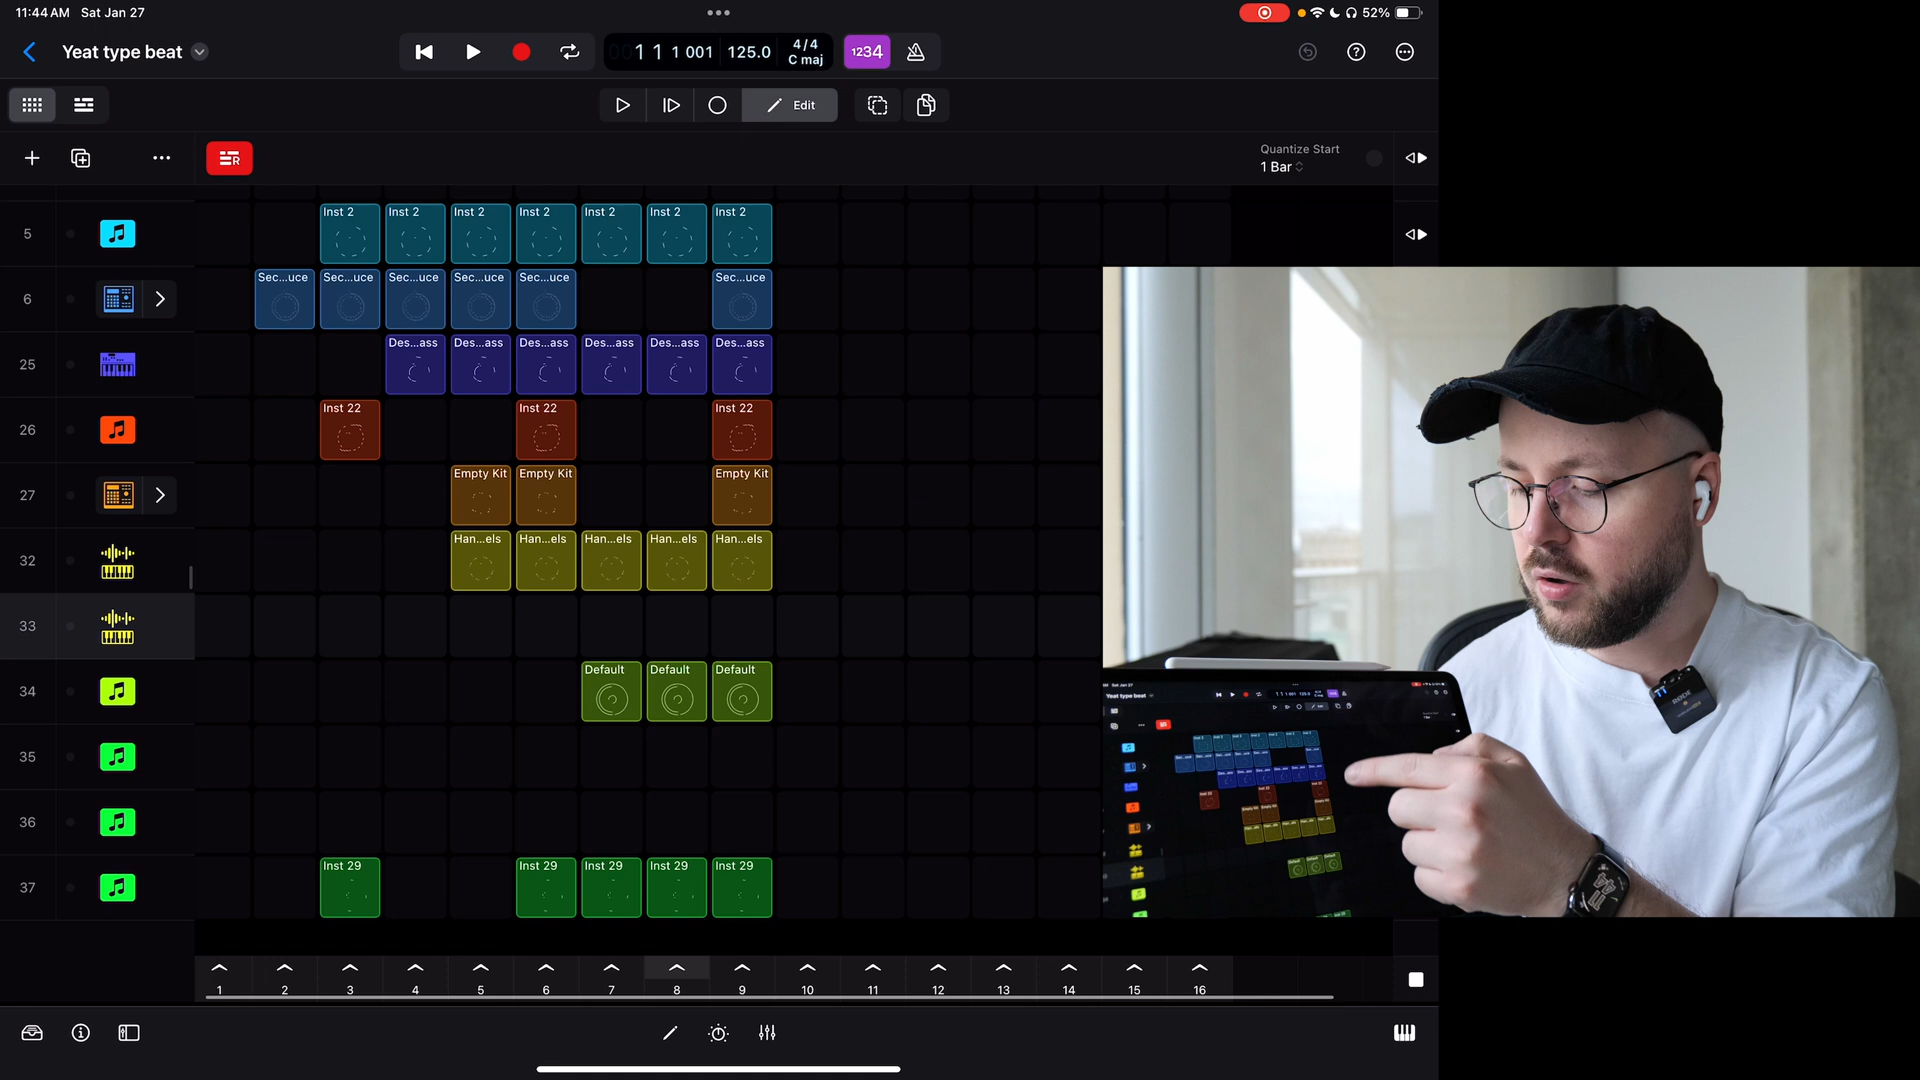 11:44 AM Sat Jan 27
52%
Yeat type beat
001 1 1 001 125.0 4/4 C maj
1234
Edit
Quantize Start
1 Bar
5 Inst 2 Inst 2 Inst 2 Inst 2 Inst 2 Inst 2 Inst 2
6 Sec...uce Sec...uce Sec...uce Sec...uce Sec...uce Sec...uce
25 Des...ass Des...ass Des...ass Des...ass Des...ass Des...ass
26 Inst 22 Inst 22 Inst 22
27 Empty Kit Empty Kit Empty Kit
32 Han...els Han...els Han...els Han...els Han...els
33
34 Default Default Default
35
36
37 Inst 29 Inst 29 Inst 29 Inst 29 Inst 29
1 2 3 4 5 6 7 8 9 10 11 12 13 14 15 16
RØDE
Yeat type beat